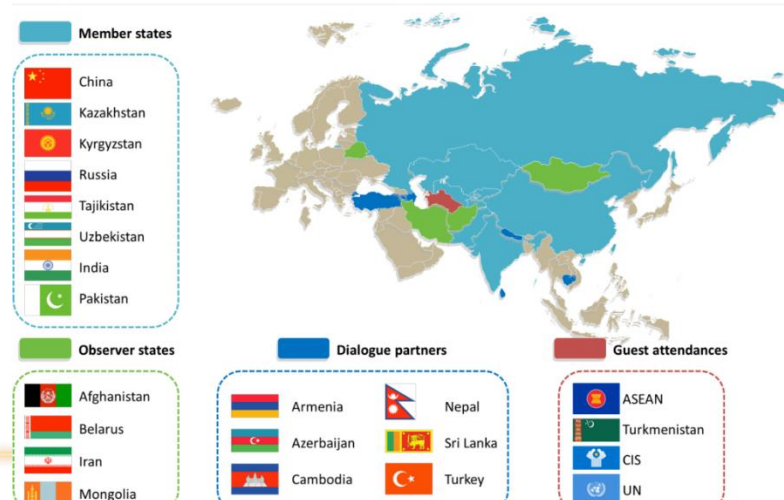 Member states
China
Kazakhstan
Kyrgyzstan
Russia
Tajikistan
Uzbekistan
India
Pakistan
Observer states
Afghanistan
Belarus
Iran
Mongolia
Dialogue partners
Armenia
Azerbaijan
Cambodia
Nepal
Sri Lanka
Turkey
Guest attendances
ASEAN
Turkmenistan
CIS
UN